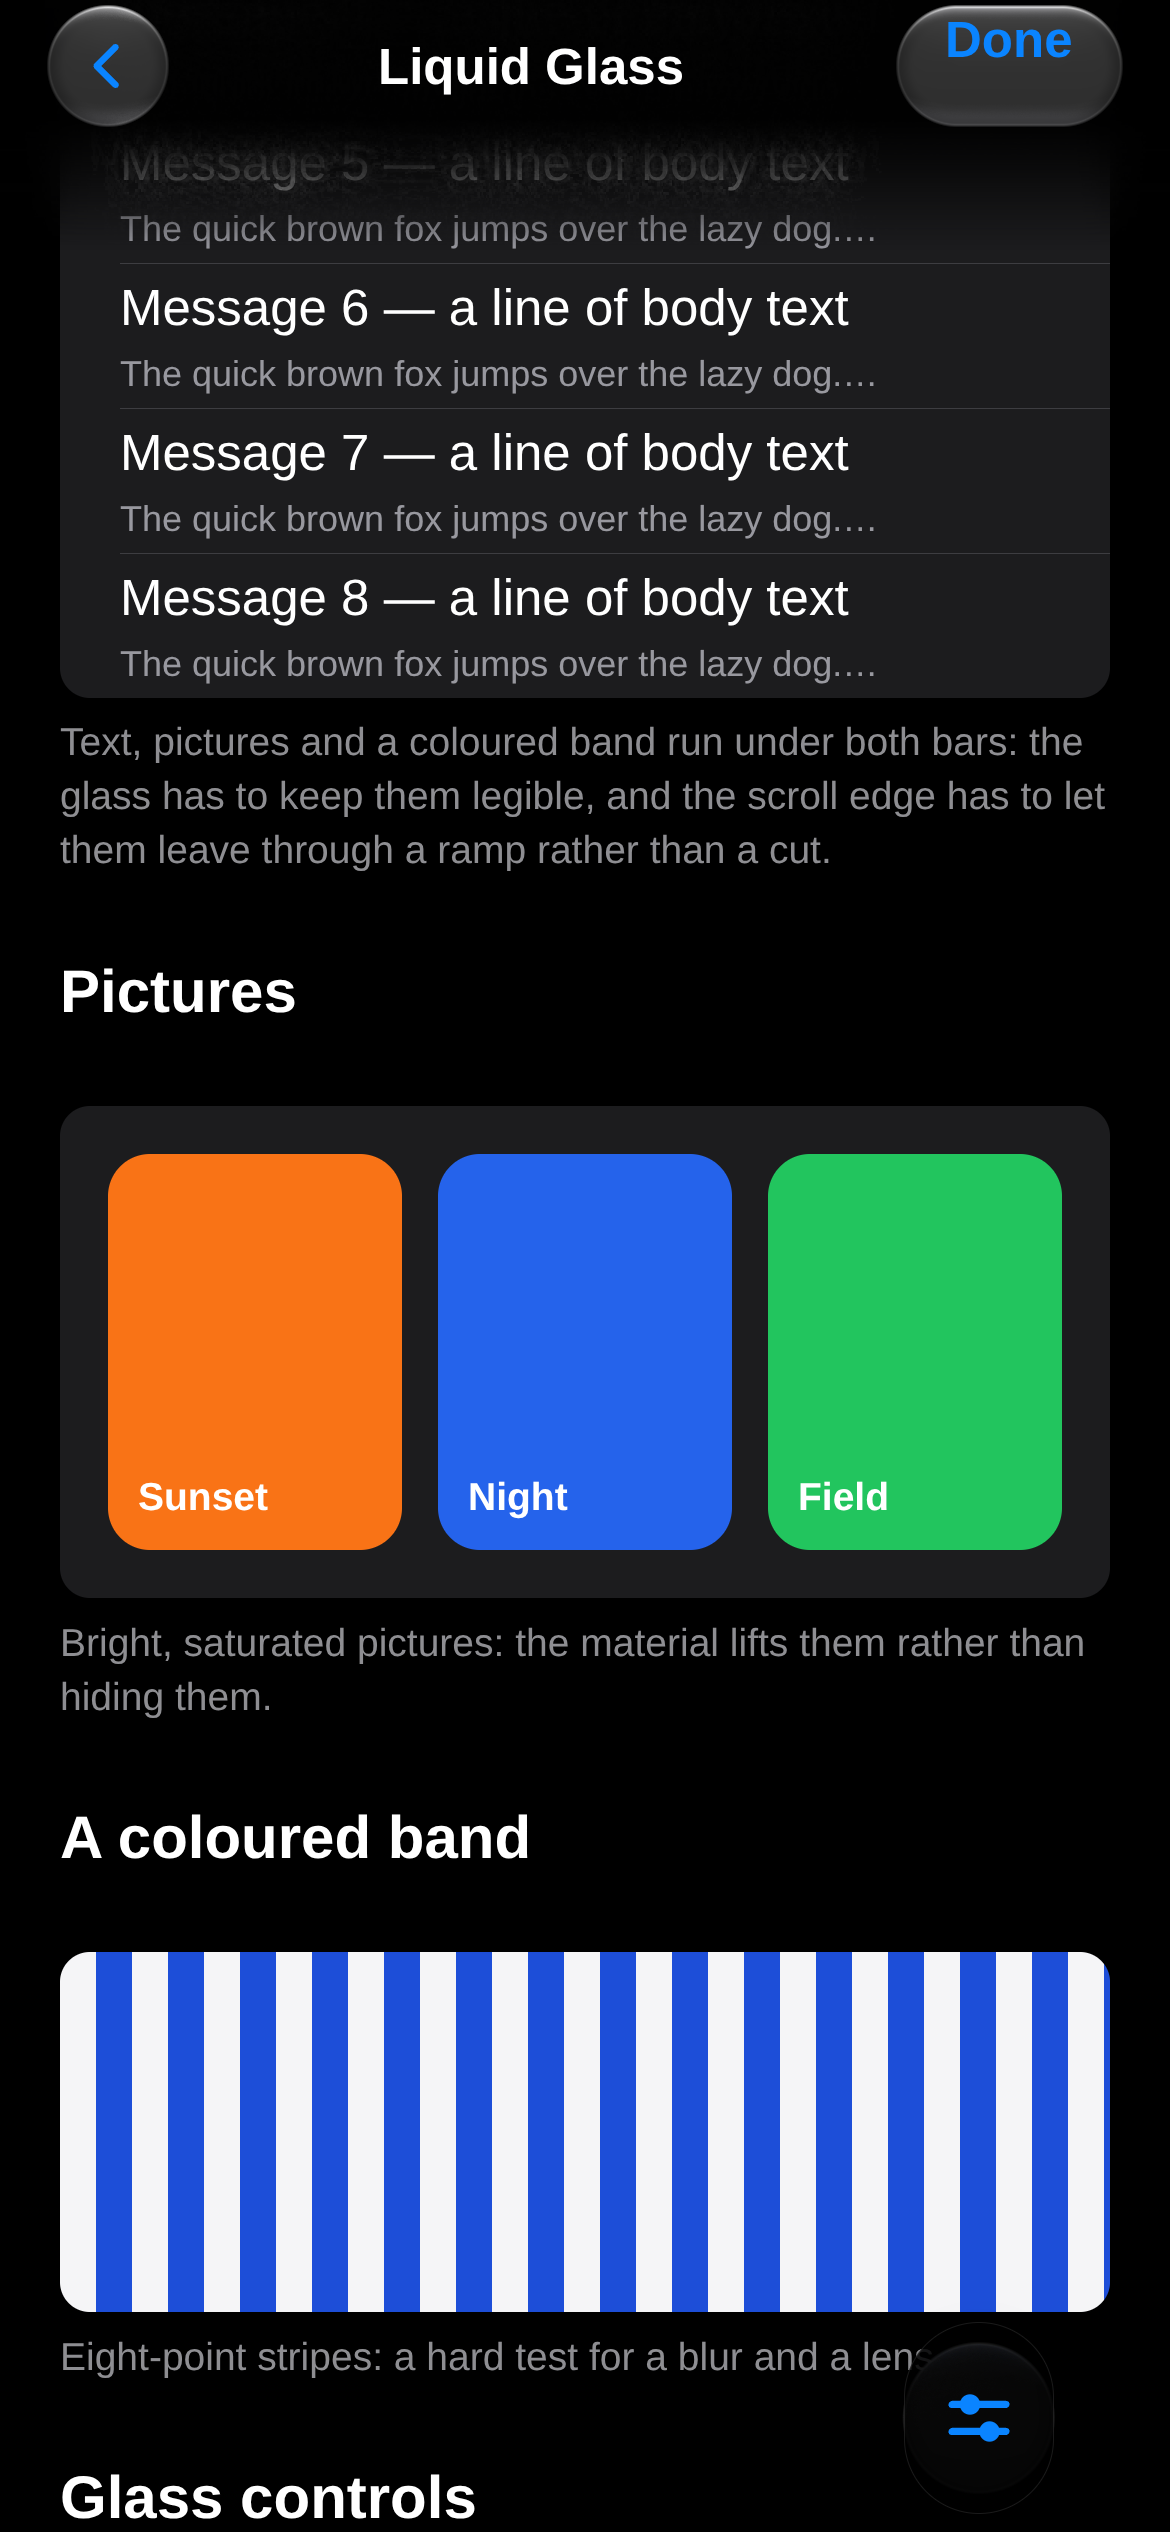 Liquid Glass
Done
Message 5 — a line of body text
The quick brown fox jumps over the lazy dog....
Message 6 — a line of body text
The quick brown fox jumps over the lazy dog....
Message 7 — a line of body text
The quick brown fox jumps over the lazy dog....
Message 8 — a line of body text
The quick brown fox jumps over the lazy dog....
Text, pictures and a coloured band run under both bars: the
glass has to keep them legible, and the scroll edge has to let
them leave through a ramp rather than a cut.
Pictures
Sunset
Night
Field
Bright, saturated pictures: the material lifts them rather than
hiding them.
A coloured band
Eight-point stripes: a hard test for a blur and a lens
Glass controls